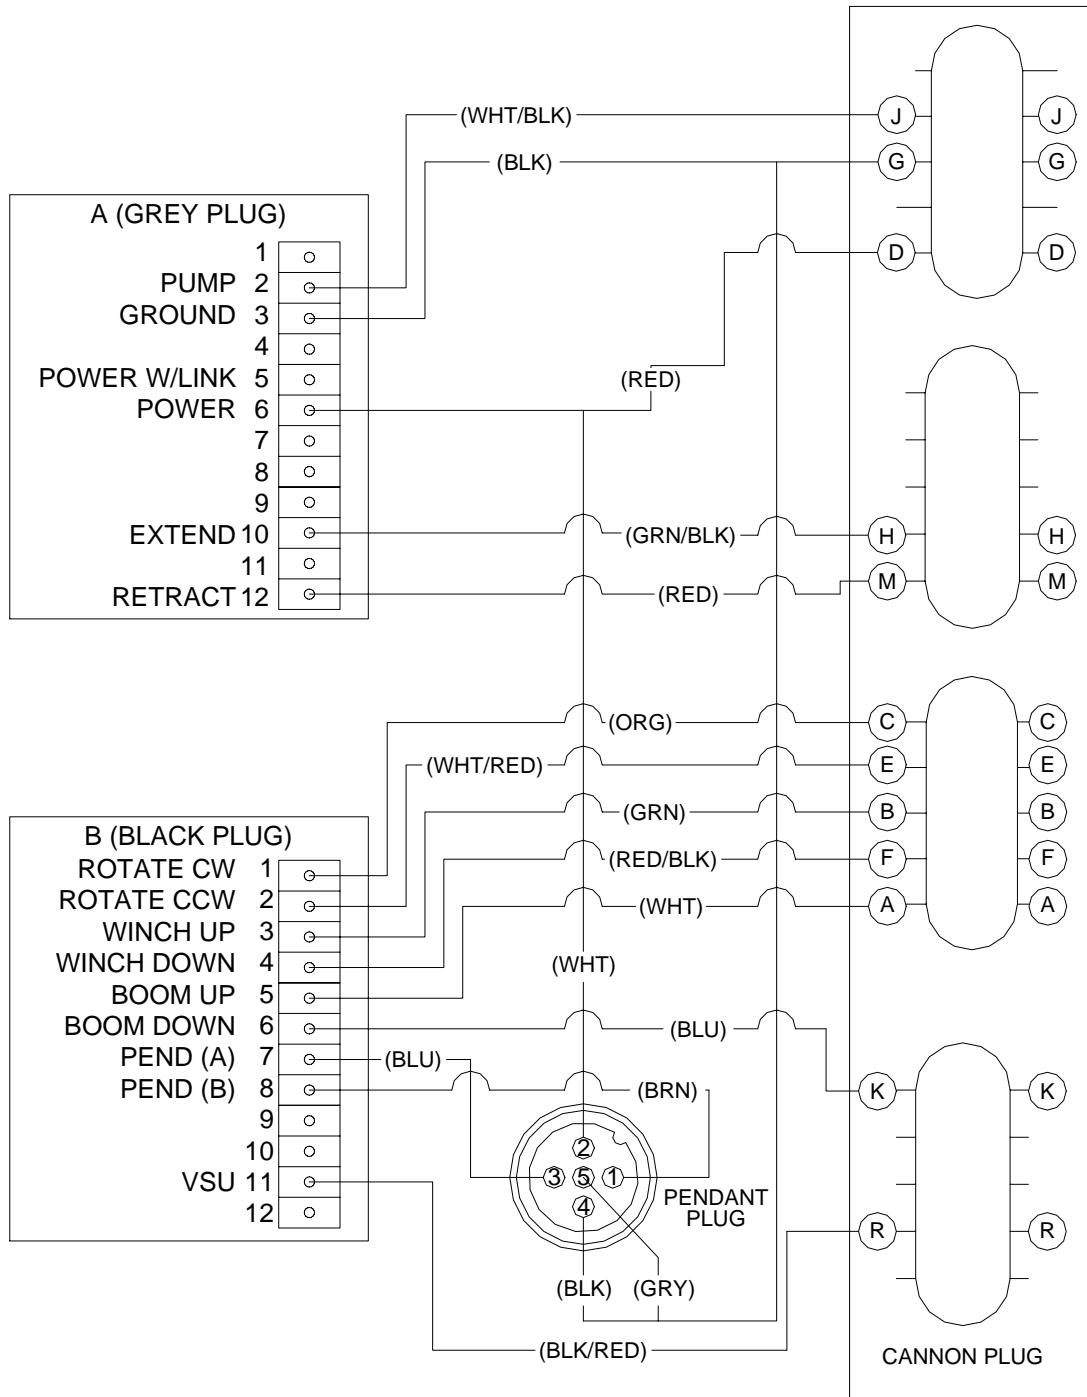 (WHT/BLK)
J
J
(BLK)
G
G
A (GREY PLUG)
1
PUMP 2
GROUND 3
D
D
4
POWER W/LINK 5
(RED)
POWER 6
7
8
9
EXTEND 10
(GRN/BLK)
H
H
11
M
M
RETRACT 12
(RED)
(ORG)
C
C
(WHT/RED)
E
E
(GRN)
B
B
B (BLACK PLUG)
(RED/BLK)
F
F
ROTATE CW 1
ROTATE CCW 2
(WHT)
A
A
WINCH UP 3
WINCH DOWN 4
(WHT)
BOOM UP 5
BOOM DOWN 6
(BLU)
PEND (A) 7
(BLU)
PEND (B) 8
(BRN)
K
K
9
10
2
VSU 11
3 5 1
PENDANT
PLUG
4
12
R
R
(BLK)
(GRY)
(BLK/RED)
CANNON PLUG